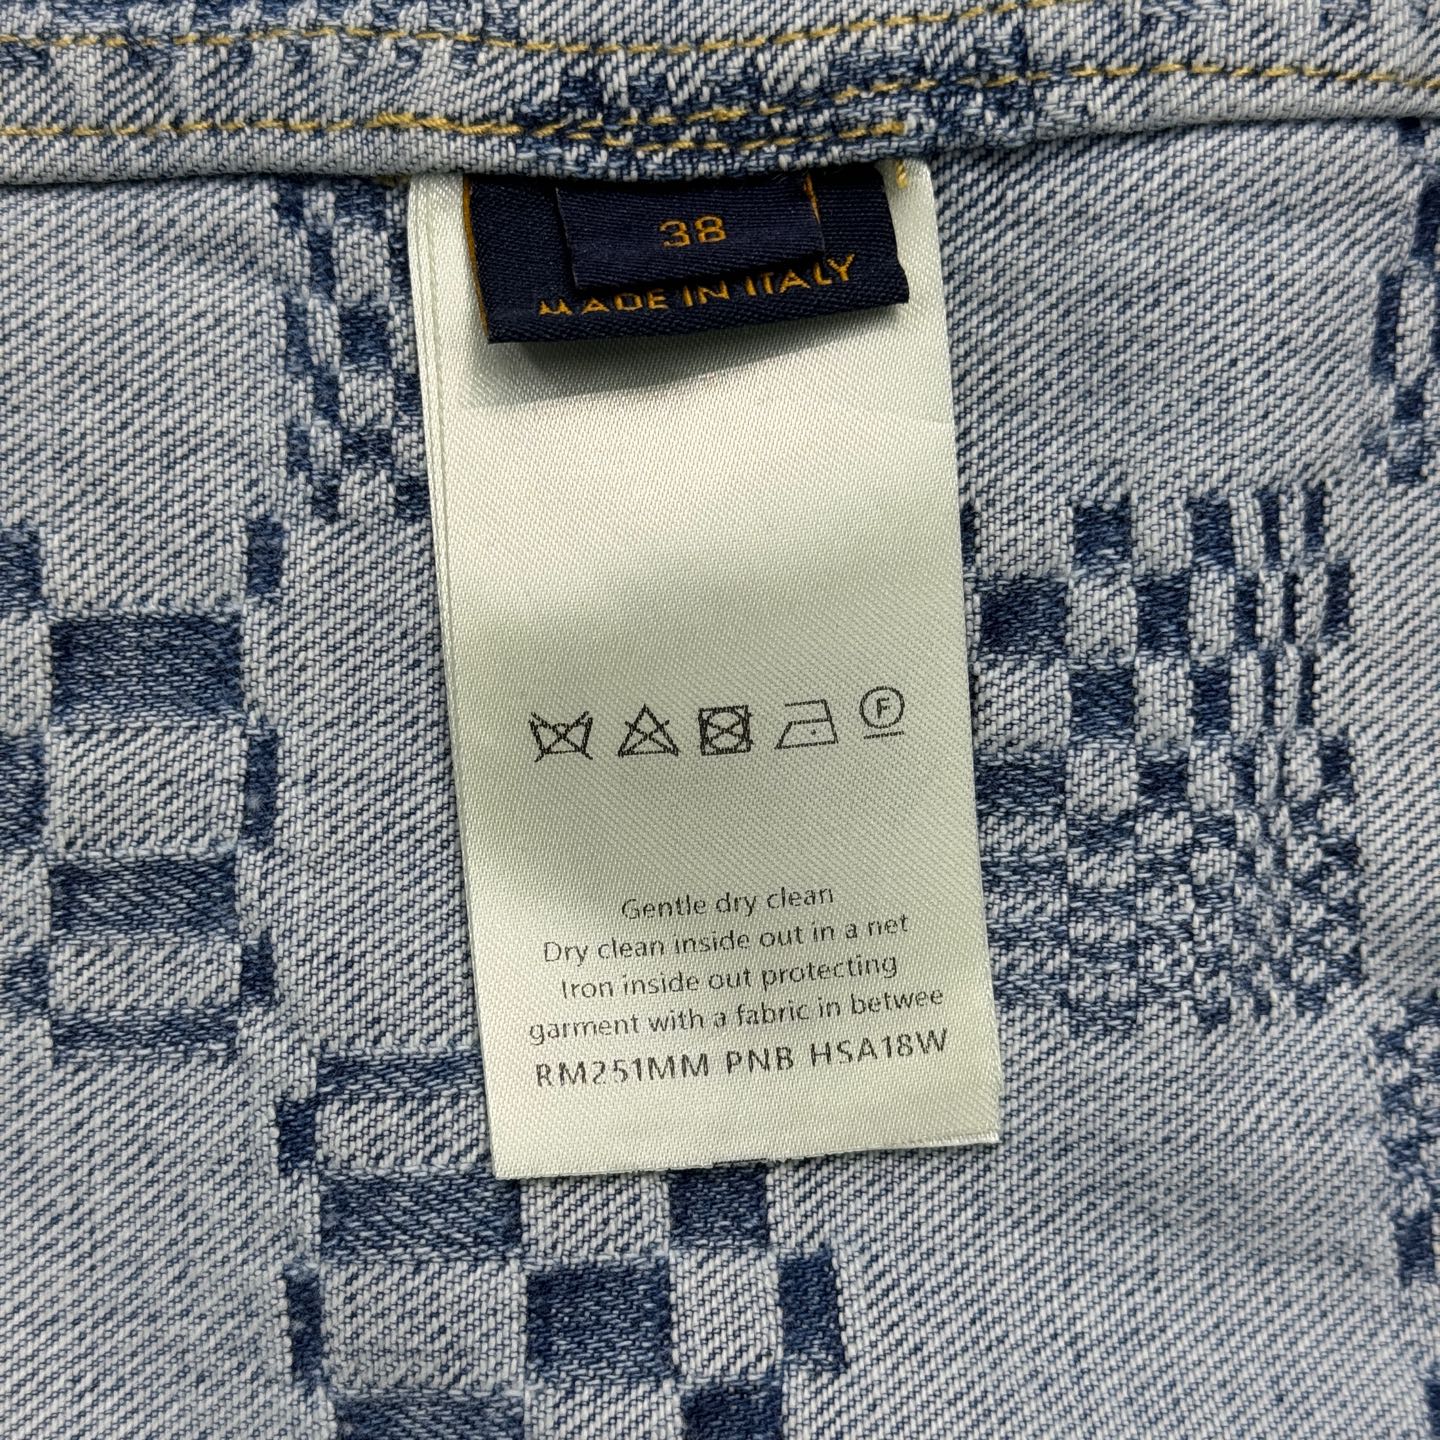 38
MADE IN ITALY
F
Gentle dry clean
Dry clean inside out in a net
Iron inside out protecting
garment with a fabric in betwee
RM251MM PNB HSA18W